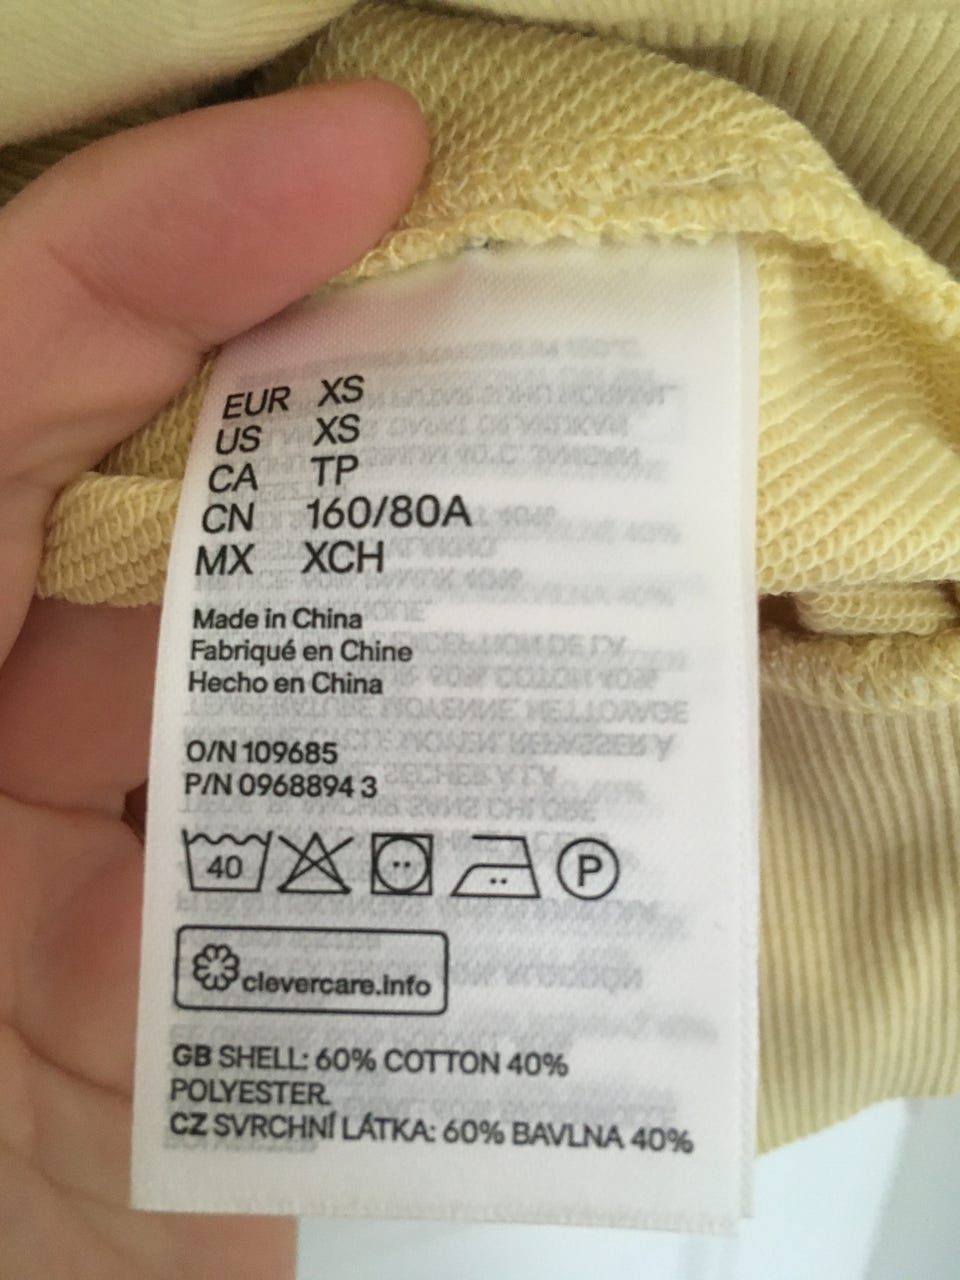 EUR XS
US XS
CA TP
CN 160/80A
MX XCH
Made in China
Fabriqué en Chine
Hecho en China
O/N 109685
P/N 0968894 3
40
P
clevercare.info
GB SHELL: 60% COTTON 40%
POLYESTER.
CZ SVRCHNÍ LÁTKA: 60% BAVLNA 40%